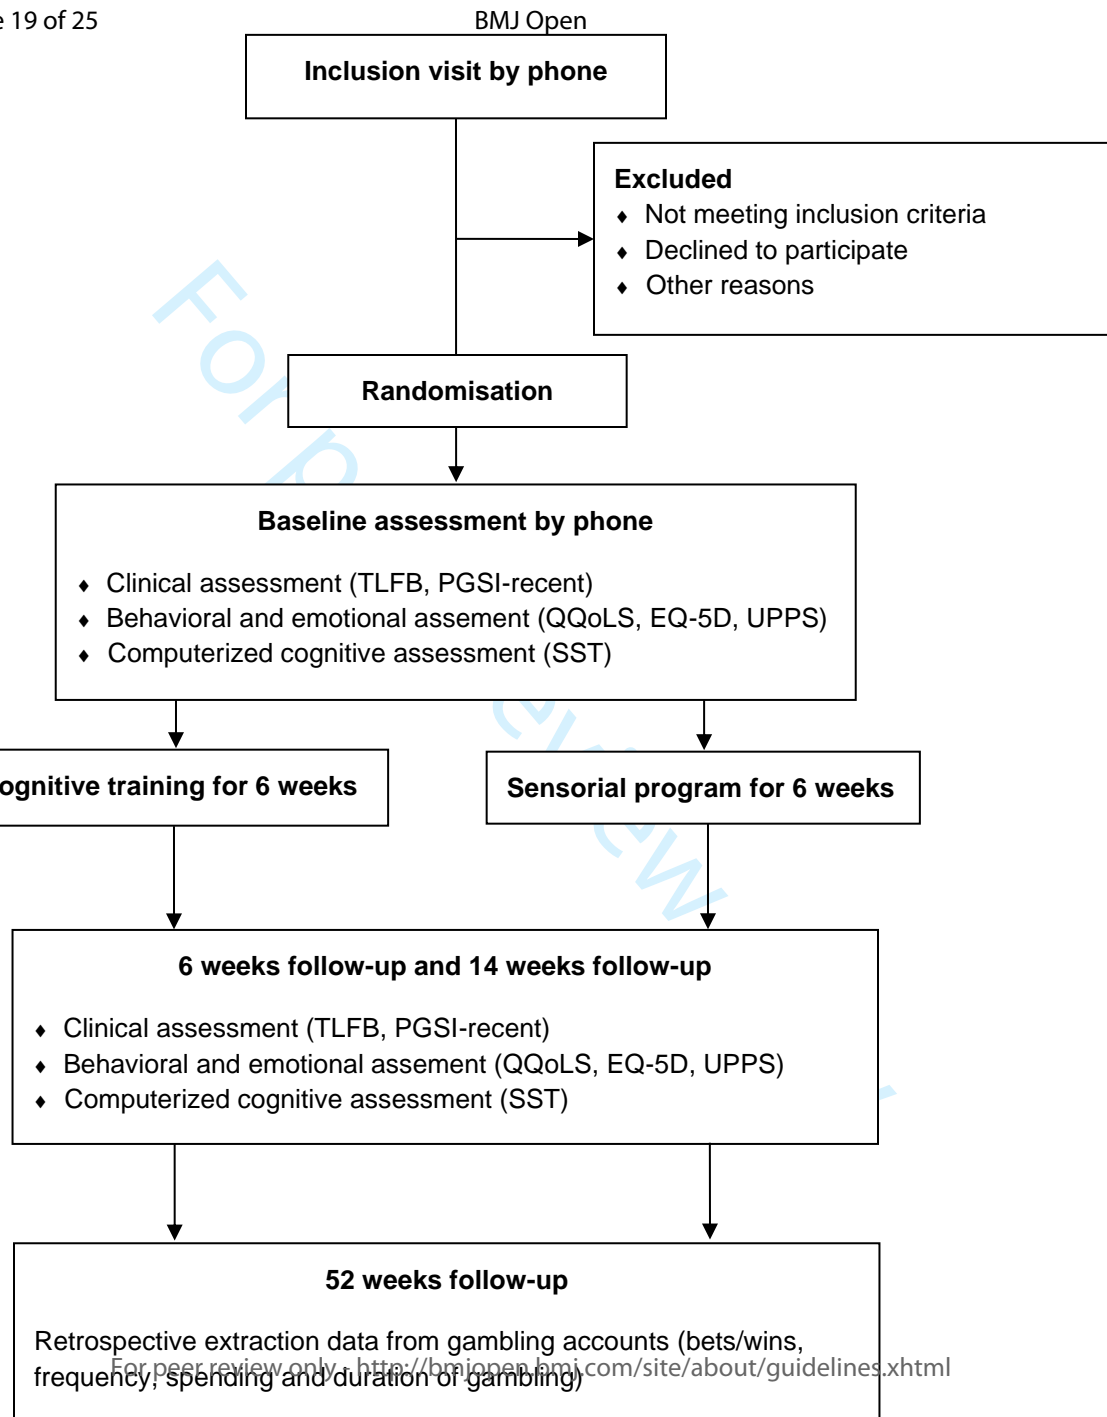 19 of 25
BMJ Open
Inclusion visit by phone
Excluded
♦ Not meeting inclusion criteria
♦ Declined to participate
♦ Other reasons
Randomisation
Baseline assessment by phone
♦ Clinical assessment (TLFB, PGSI-recent)
♦ Behavioral and emotional assement (QQoLS, EQ-5D, UPPS)
♦ Computerized cognitive assessment (SST)
ognitive training for 6 weeks
Sensorial program for 6 weeks
6 weeks follow-up and 14 weeks follow-up
♦ Clinical assessment (TLFB, PGSI-recent)
♦ Behavioral and emotional assement (QQoLS, EQ-5D, UPPS)
♦ Computerized cognitive assessment (SST)
52 weeks follow-up
Retrospective extraction data from gambling accounts (bets/wins,
frequency, spending and duration of gambling)
For peer review only - http://bmjopen.bmj.com/site/about/guidelines.xhtml